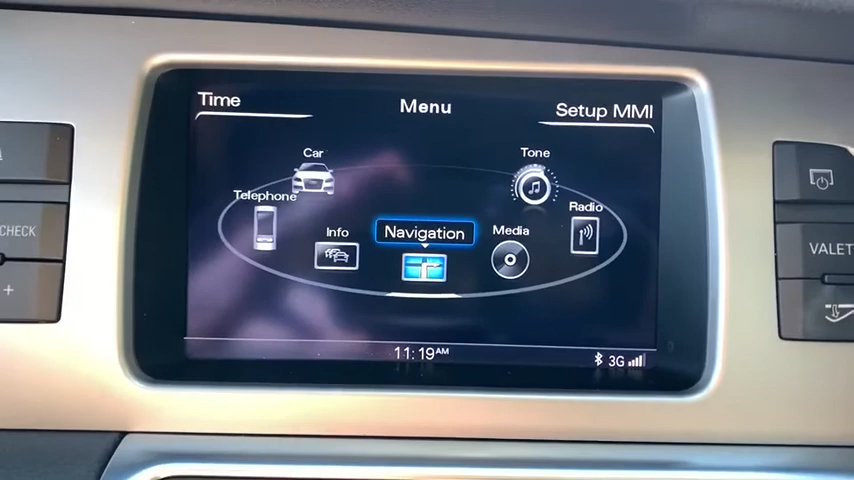 Time
Menu
Setup MMI
Car
Tone
Telephone
Radio
Info
Navigation
Media
CHECK
VALET
+
11:19AM
3G